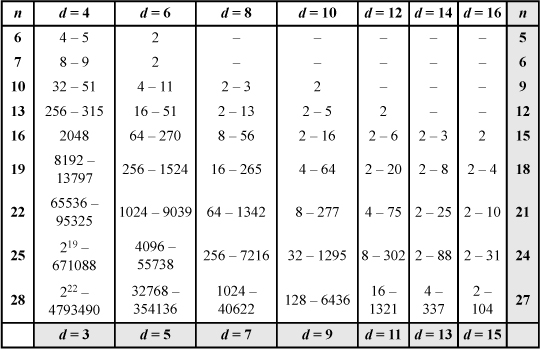 n d = 4 d = 6 d = 8 d = 10 d = 12 d = 14 d = 16 n
6 4 – 5 2 – – – – – 5
7 8 – 9 2 – – – – – 6
10 32 – 51 4 – 11 2 – 3 2 – – – 9
13 256 – 315 16 – 51 2 – 13 2 – 5 2 – – 12
16 2048 64 – 270 8 – 56 2 – 16 2 – 6 2 – 3 2 15
19 8192 – 13797 256 – 1524 16 – 265 4 – 64 2 – 20 2 – 8 2 – 4 18
22 65536 – 95325 1024 – 9039 64 – 1342 8 – 277 4 – 75 2 – 25 2 – 10 21
25 2¹⁹ – 671088 4096 – 55738 256 – 7216 32 – 1295 8 – 302 2 – 88 2 – 31 24
28 2²² – 4793490 32768 – 354136 1024 – 40622 128 – 6436 16 – 1321 4 – 337 2 – 104 27
d = 3 d = 5 d = 7 d = 9 d = 11 d = 13 d = 15